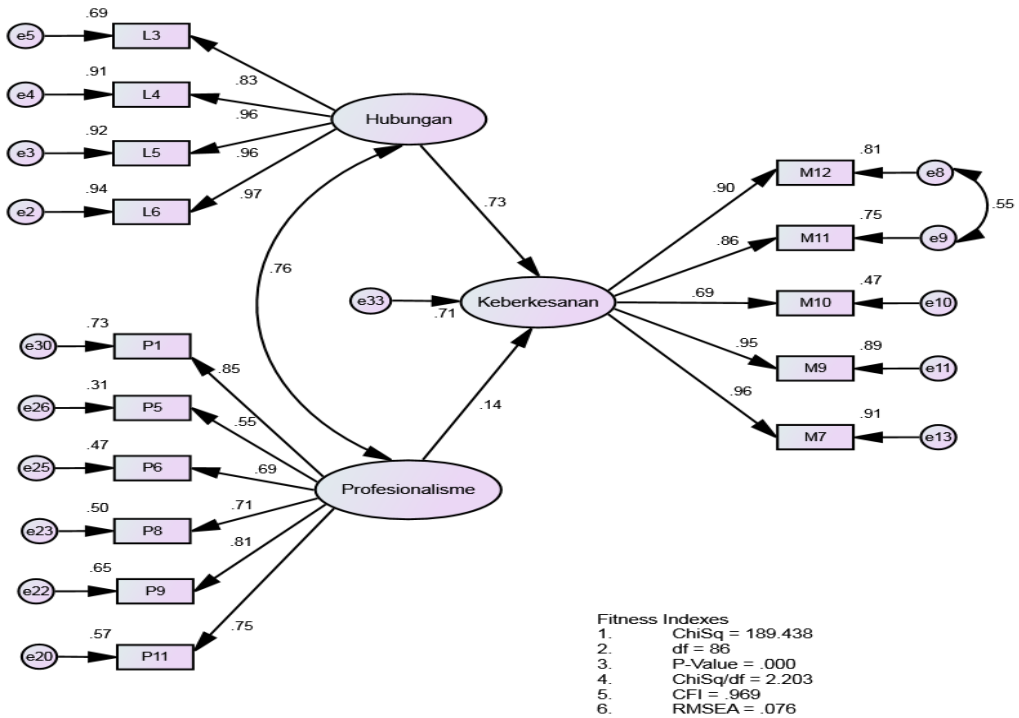 .69
e5
L3
.83
.91
e4
L4
.96
.92
e3
L5
.96
.94
e2
L6
.97
Hubungan
.76
.73
e33
.71
Keberkesanan
.14
.73
e30
P1
.85
.31
e26
P5
.55
.47
e25
P6
.69
.50
e23
P8
.71
.65
e22
P9
.81
.57
e20
P11
.75
Profesionalisme
.90
.81
M12
e8
.55
.86
.75
M11
e9
.69
.47
M10
e10
.95
.89
M9
e11
.96
.91
M7
e13
Fitness Indexes
1. ChiSq = 189.438
2. df = 86
3. P-Value = .000
4. ChiSq/df = 2.203
5. CFI = .969
6. RMSEA = .076